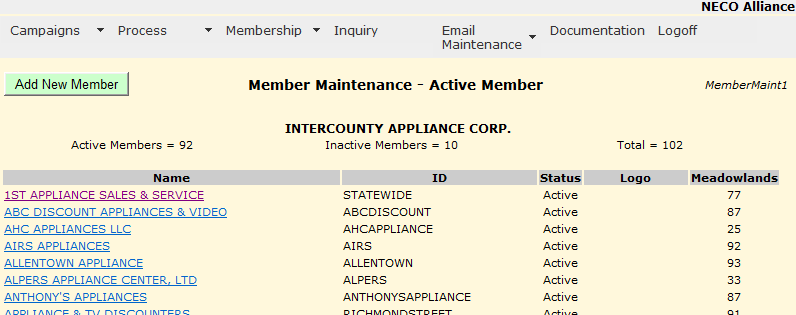 NECO Alliance
Campaigns Process Membership Inquiry Email Maintenance Documentation Logoff
Add New Member Member Maintenance - Active Member MemberMaint1
INTERCOUNTY APPLIANCE CORP.
Active Members = 92 Inactive Members = 10 Total = 102
Name ID Status Logo Meadowlands
1ST APPLIANCE SALES & SERVICE STATEWIDE Active 77
ABC DISCOUNT APPLIANCES & VIDEO ABCDISCOUNT Active 87
AHC APPLIANCES LLC AHCAPPLIANCE Active 25
AIRS APPLIANCES AIRS Active 92
ALLENTOWN APPLIANCE ALLENTOWN Active 93
ALPERS APPLIANCE CENTER, LTD ALPERS Active 33
ANTHONY'S APPLIANCES ANTHONYSAPPLIANCE Active 87
APPLIANCE & TV DISCOUNTERS RICHMONDSTREET Active 91